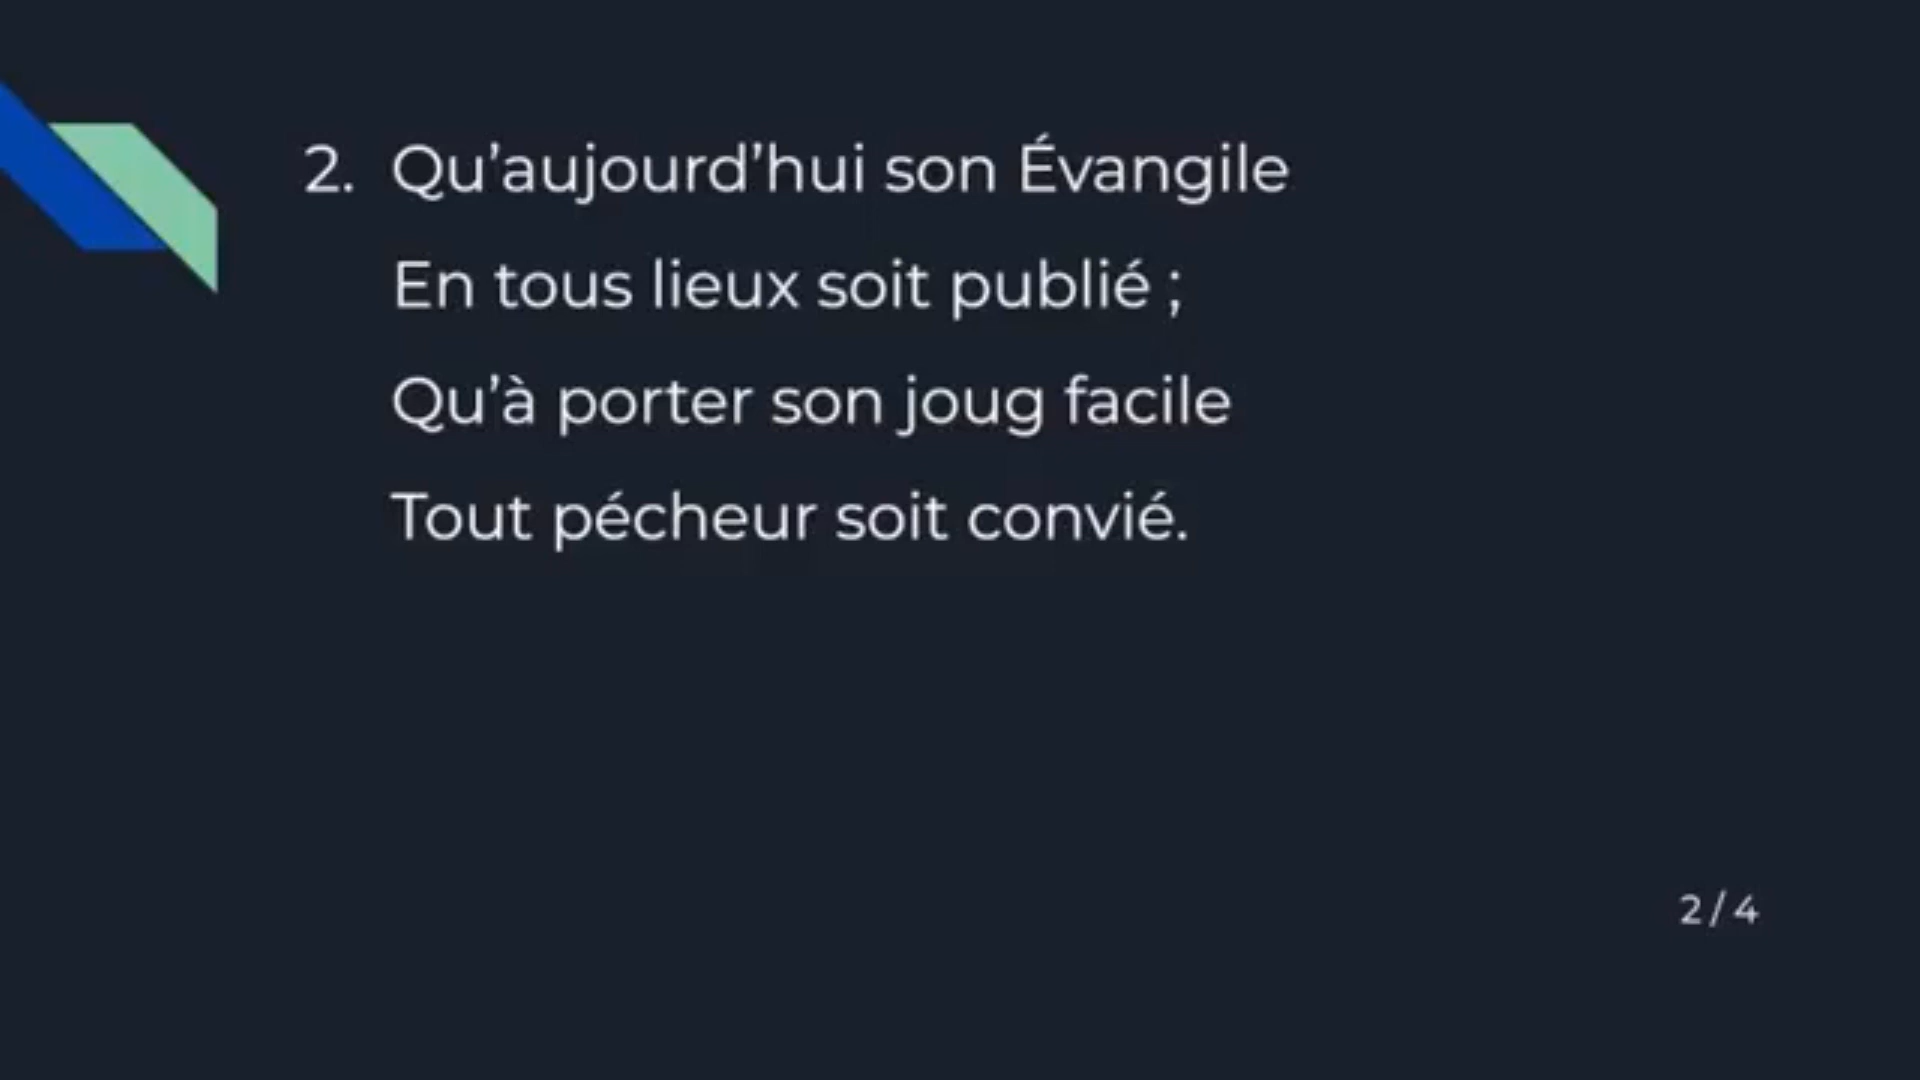 2. Qu’aujourd’hui son Évangile
En tous lieux soit publié ;
Qu’à porter son joug facile
Tout pécheur soit convié.
2 / 4